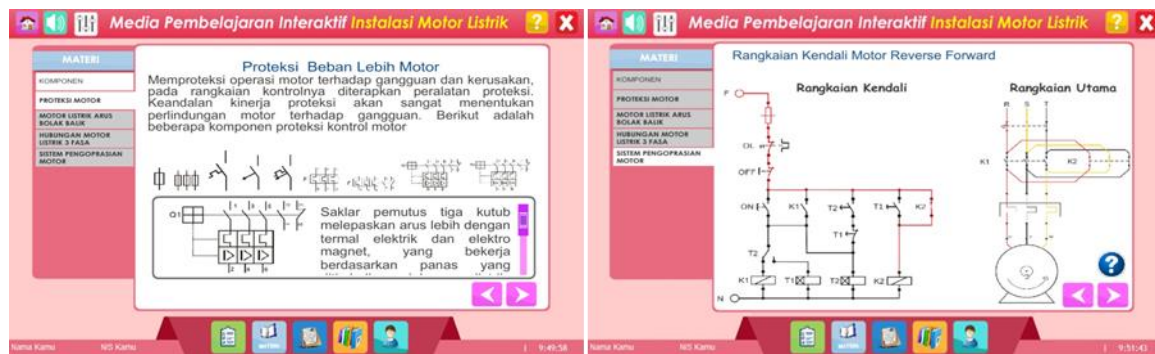 Media Pembelajaran Interaktif Instalasi Motor Listrik
?
X
MATERI
KOMPONEN
PROTEKSI MOTOR
MOTOR LISTRIK ARUS
BOLAK BALIK
HUBUNGAN MOTOR
LISTRIK 3 FASA
SISTEM PENGOPRASIAN
MOTOR
Proteksi Beban Lebih Motor
Memproteksi operasi motor terhadap gangguan dan kerusakan,
pada rangkaian kontrolnya diterapkan peralatan proteksi.
Keandalan kinerja proteksi akan sangat menentukan
perlindungan motor terhadap gangguan. Berikut adalah
beberapa komponen proteksi kontrol motor
Q1
Saklar pemutus tiga kutub
melepaskan arus lebih dengan
termal elektrik dan elektro
magnet, yang bekerja
berdasarkan panas yang
MATERI
Nama Kamu
NIS Kamu
9:49:58
Media Pembelajaran Interaktif Instalasi Motor Listrik
?
X
MATERI
KOMPONEN
PROTEKSI MOTOR
MOTOR LISTRIK ARUS
BOLAK BALIK
HUBUNGAN MOTOR
LISTRIK 3 FASA
SISTEM PENGOPRASIAN
MOTOR
Rangkaian Kendali Motor Reverse Forward
Rangkaian Kendali
Rangkaian Utama
F
R S T
OL
K1
K2
OFF
ON
K1
T2
T1
K2
T1
T2
K1
T1
T2
K2
N
?
MATERI
Nama Kamu
NIS Kamu
9:51:43